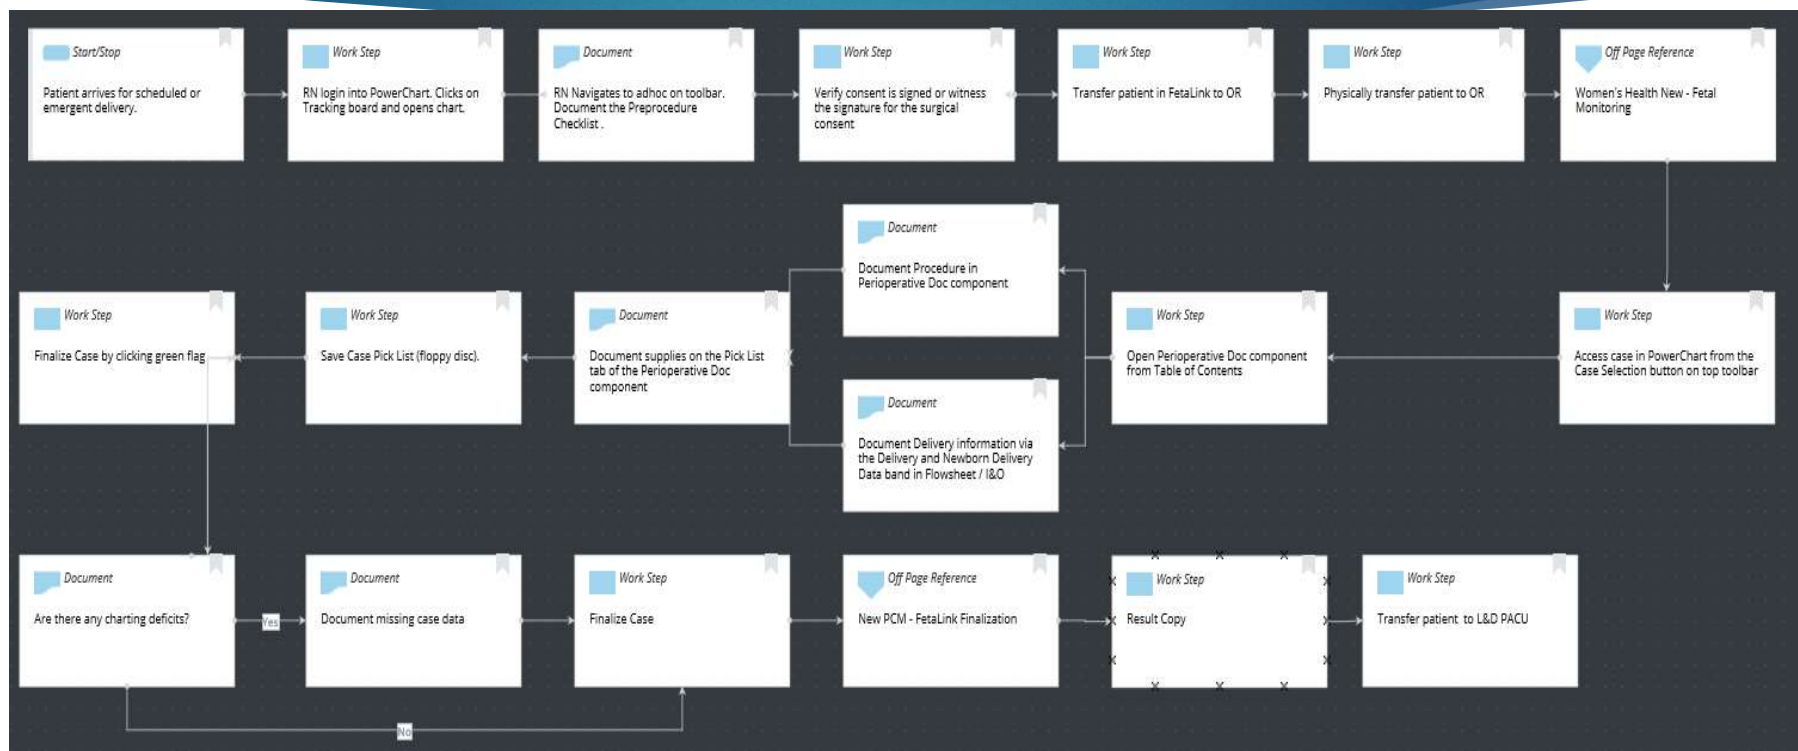 Start/Stop
Patient arrives for scheduled or
emergent delivery.
Work Step
RN login into PowerChart. Clicks on
Tracking board and opens chart.
Document
RN Navigates to adhoc on toolbar.
Document the Preprocedure
Checklist .
Work Step
Verify consent is signed or witness
the signature for the surgical
consent
Work Step
Transfer patient in FetaLink to OR
Work Step
Physically transfer patient to OR
Off Page Reference
Women's Health New - Fetal
Monitoring
Work Step
Access case in PowerChart from the
Case Selection button on top toolbar
Work Step
Open Perioperative Doc component
from Table of Contents
Document
Document Procedure in
Perioperative Doc component
Document
Document Delivery information via
the Delivery and Newborn Delivery
Data band in Flowsheet / I&O
Document
Document supplies on the Pick List
tab of the Perioperative Doc
component
Work Step
Save Case Pick List (floppy disc).
Work Step
Finalize Case by clicking green flag
Document
Are there any charting deficits?
Yes
No
Document
Document missing case data
Work Step
Finalize Case
Off Page Reference
New PCM - FetaLink Finalization
Work Step
Result Copy
Work Step
Transfer patient to L&D PACU